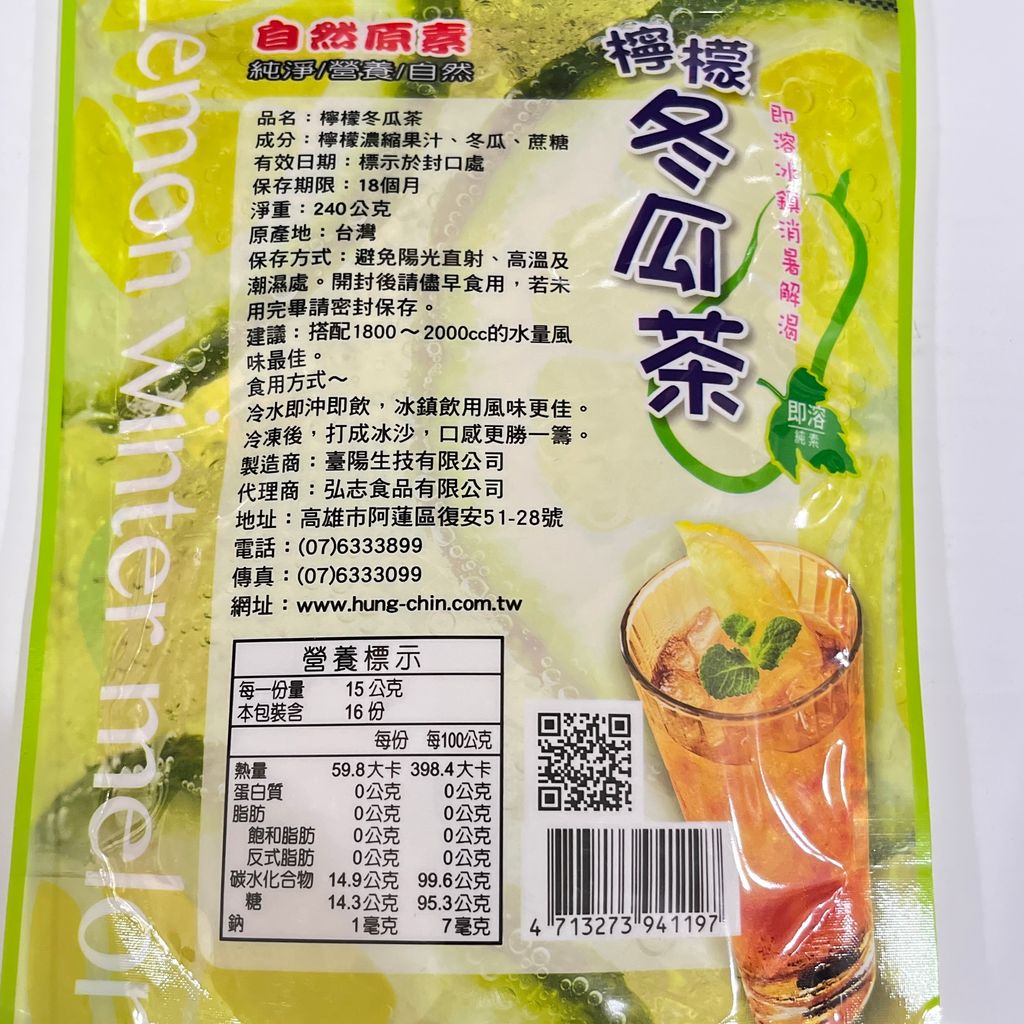 Lemon winter melon
自然原素
純淨/營養/自然
檸檬
冬瓜茶
即溶冰鎮消暑解渴
即溶
純素
品名：檸檬冬瓜茶
成分：檸檬濃縮果汁、冬瓜、蔗糖
有效日期：標示於封口處
保存期限：18個月
淨重：240公克
原產地：台灣
保存方式：避免陽光直射、高溫及
潮濕處。開封後請儘早食用，若未
用完畢請密封保存。
建議：搭配1800～2000cc的水量風
味最佳。
食用方式～
冷水即沖即飲，冰鎮飲用風味更佳。
冷凍後，打成冰沙，口感更勝一籌。
製造商：臺陽生技有限公司
代理商：弘志食品有限公司
地址：高雄市阿蓮區復安51-28號
電話：(07)6333899
傳真：(07)6333099
網址：www.hung-chin.com.tw
營養標示
每一份量 15公克
本包裝含 16份
每份 每100公克
熱量 59.8大卡 398.4大卡
蛋白質 0公克 0公克
脂肪 0公克 0公克
飽和脂肪 0公克 0公克
反式脂肪 0公克 0公克
碳水化合物 14.9公克 99.6公克
糖 14.3公克 95.3公克
鈉 1毫克 7毫克
4 713273 941197